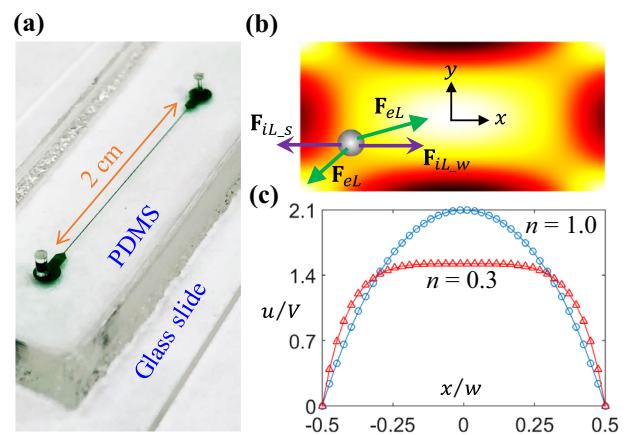 (a)
2 cm
PDMS
Glass slide
(b)
y
x
F_eL
F_iL_s
F_iL_w
F_eL
(c)
2.1
1.4
0.7
0
u/V
n = 1.0
n = 0.3
x/w
-0.5
-0.25
0
0.25
0.5